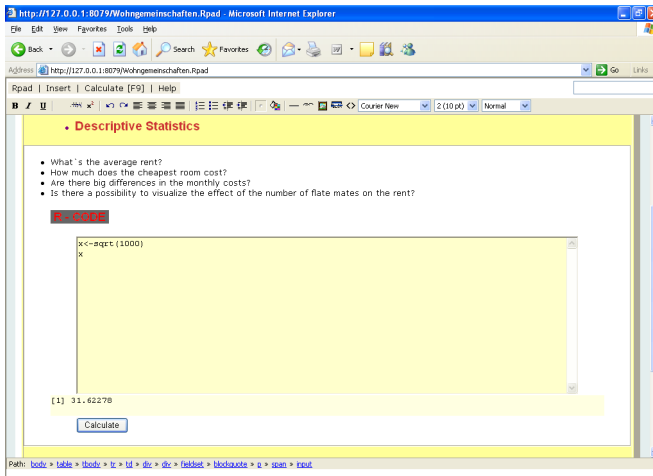 http://127.0.0.1:8079/Wohngemeinschaften.Rpad - Microsoft Internet Explorer
File Edit View Favorites Tools Help
Back Search Favorites
Address http://127.0.0.1:8079/Wohngemeinschaften.Rpad Go Links
Rpad | Insert | Calculate [F9] | Help
B I U x² Courier New 2 (10 pt) Normal
• Descriptive Statistics
• What´s the average rent?
• How much does the cheapest room cost?
• Are there big differences in the monthly costs?
• Is there a possibility to visualize the effect of the number of flate mates on the rent?
R - CODE
x<-sqrt(1000)
x
[1] 31.62278
Calculate
Path: body » table » tbody » tr » td » div » div » fieldset » blockquote » p » span » input